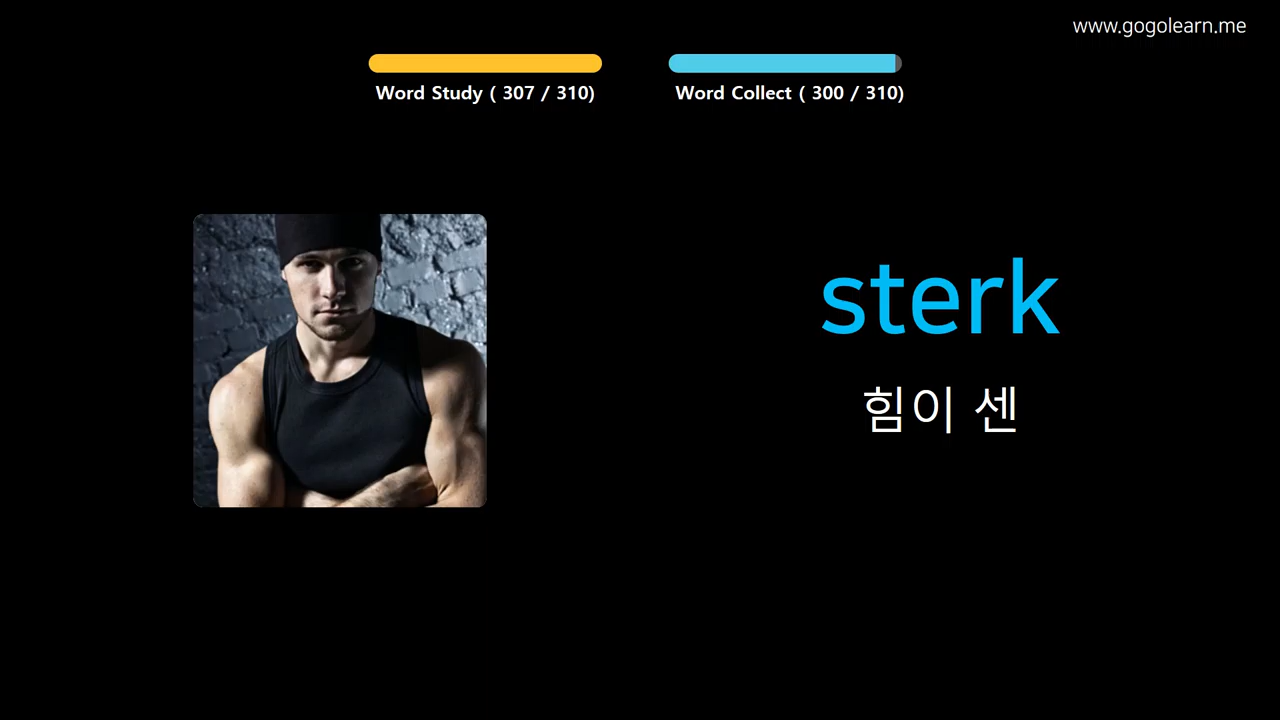 www.gogolearn.me
Word Study ( 307 / 310)
Word Collect ( 300 / 310)
sterk
힘이 센